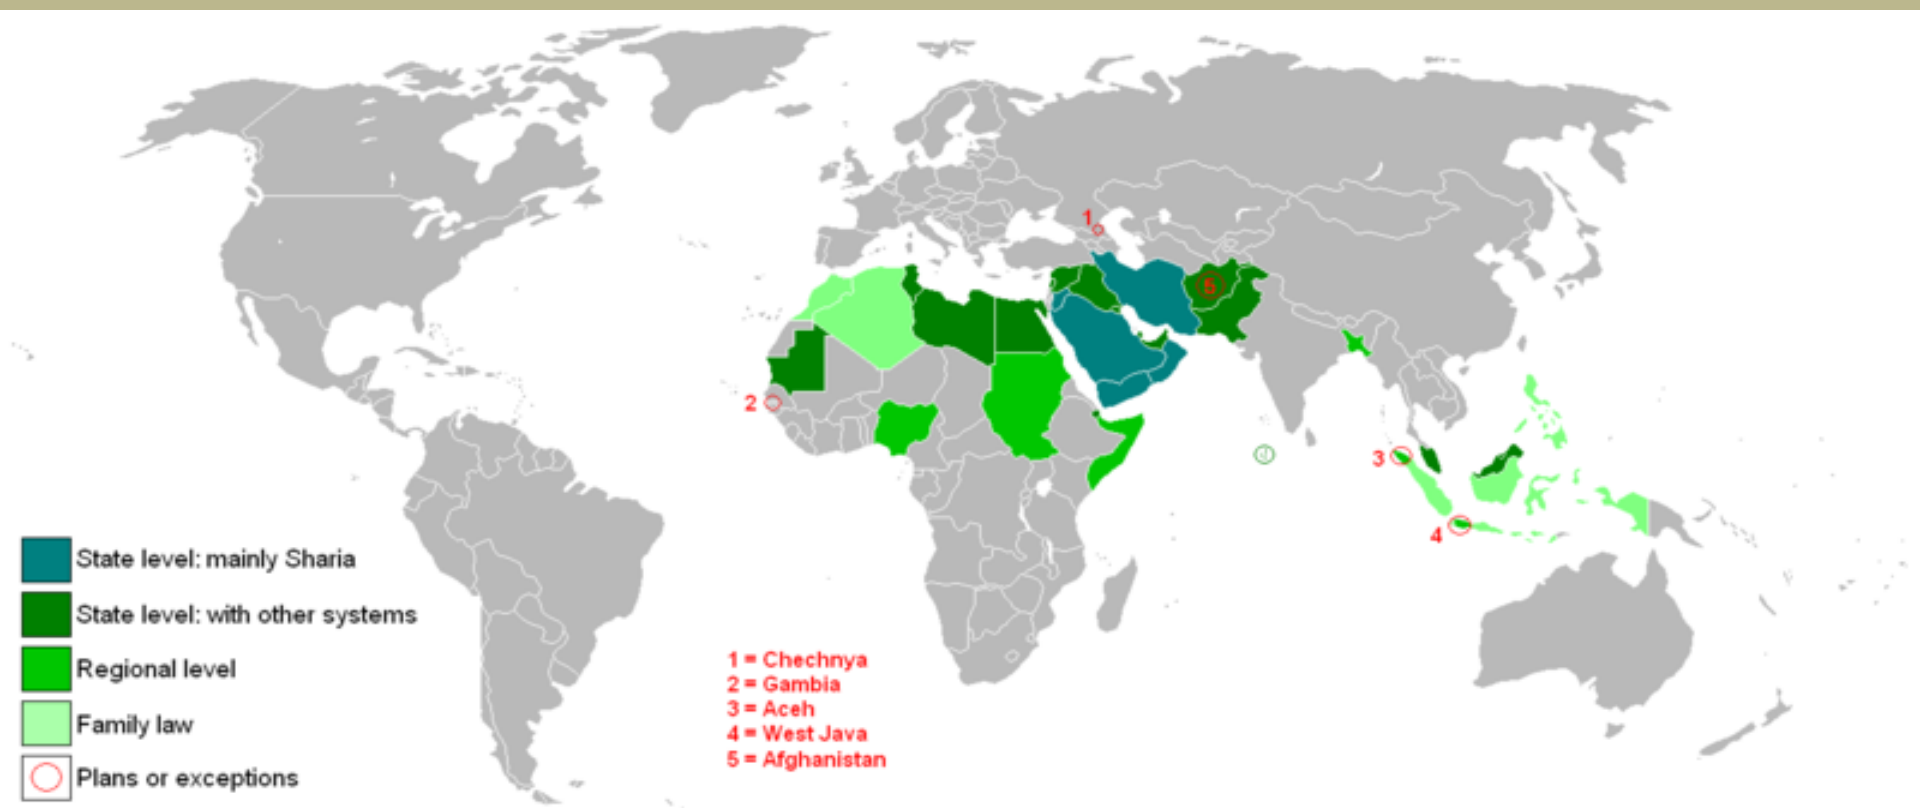 1
5
2
3
4
State level: mainly Sharia
State level: with other systems
Regional level
Family law
Plans or exceptions
1 = Chechnya
2 = Gambia
3 = Aceh
4 = West Java
5 = Afghanistan